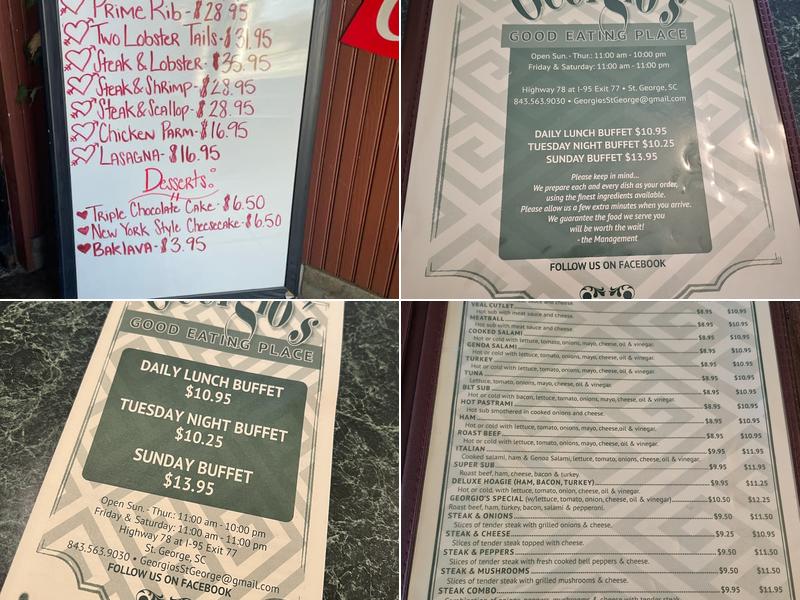 Prime Rib - $28.95
Two Lobster Tails - $31.95
Steak & Lobster - $35.95
Steak & Shrimp - $28.95
Steak & Scallop - $28.95
Chicken Parm - $16.95
Lasagna - $16.95
Desserts:
Triple Chocolate Cake - $6.50
New York Style Cheesecake - $6.50
Baklava - $3.95
Georgio's
GOOD EATING PLACE
Open Sun. - Thur.: 11:00 am - 10:00 pm
Friday & Saturday: 11:00 am - 11:00 pm
Highway 78 at I-95 Exit 77 • St. George, SC
843.563.9030 • GeorgiosStGeorge@gmail.com
DAILY LUNCH BUFFET $10.95
TUESDAY NIGHT BUFFET $10.25
SUNDAY BUFFET $13.95
Please keep in mind...
We prepare each and every dish as your order,
using the finest ingredients available.
Please allow us a few extra minutes when you arrive.
We guarantee the food we serve you
will be worth the wait!
- the Management
FOLLOW US ON FACEBOOK
Georgio's
GOOD EATING PLACE
DAILY LUNCH BUFFET
$10.95
TUESDAY NIGHT BUFFET
$10.25
SUNDAY BUFFET
$13.95
Open Sun. - Thur.: 11:00 am - 10:00 pm
Friday & Saturday: 11:00 am - 11:00 pm
Highway 78 at I-95 Exit 77
St. George, SC
843.563.9030 • GeorgiosStGeorge@gmail.com
FOLLOW US ON FACEBOOK
VEAL CUTLET $8.95 $10.95
Hot sub with meat sauce and cheese.
MEATBALL $8.95 $10.95
Hot sub with meat sauce and cheese
COOKED SALAMI $8.95 $10.95
Hot or cold with lettuce, tomato, onions, mayo, cheese, oil & vinegar.
GENOA SALAMI $8.95 $10.95
Hot or cold with lettuce, tomato, onions, mayo, cheese, oil & vinegar.
TURKEY $8.95 $10.95
Hot or cold with lettuce, tomato, onions, mayo, cheese, oil & vinegar.
TUNA $8.95 $10.95
Lettuce, tomato, onions, mayo, cheese, oil & vinegar.
BLT SUB $8.95 $10.95
Hot or cold with bacon, lettuce, tomato, onions, mayo, cheese, oil & vinegar.
HOT PASTRAMI $8.95 $10.95
Hot sub smothered in cooked onions and cheese.
HAM $8.95 $10.95
Hot or cold with lettuce, tomato, onions, mayo, cheese,oil & vinegar.
ROAST BEEF $8.95 $10.95
Hot or cold with lettuce, tomato, onions, mayo, cheese, oil & vinegar.
ITALIAN $9.95 $11.95
Cooked salami, ham & Genoa Salami, lettuce, tomato, onions, cheese, oil & vinegar.
SUPER SUB $9.95 $11.95
Roast beef, ham, cheese, bacon & turkey.
DELUXE HOAGIE (HAM, BACON, TURKEY) $9.95 $11.25
Hot or cold, with lettuce, tomato, onion, cheese, oil & vinegar.
GEORGIO'S SPECIAL (w/lettuce, tomato, onion, cheese, oil & vinegar) $10.50 $12.25
Roast beef, ham, turkey, bacon, salami & pepperoni.
STEAK & ONIONS $9.50 $11.50
Slices of tender steak with grilled onions & cheese.
STEAK & CHEESE $9.25 $10.95
Slices of tender steak topped with cheese.
STEAK & PEPPERS $9.50 $11.50
Slices of tender steak with fresh cooked bell peppers & cheese.
STEAK & MUSHROOMS $9.50 $11.50
Slices of tender steak with grilled mushrooms & cheese.
STEAK COMBO $9.95 $11.95